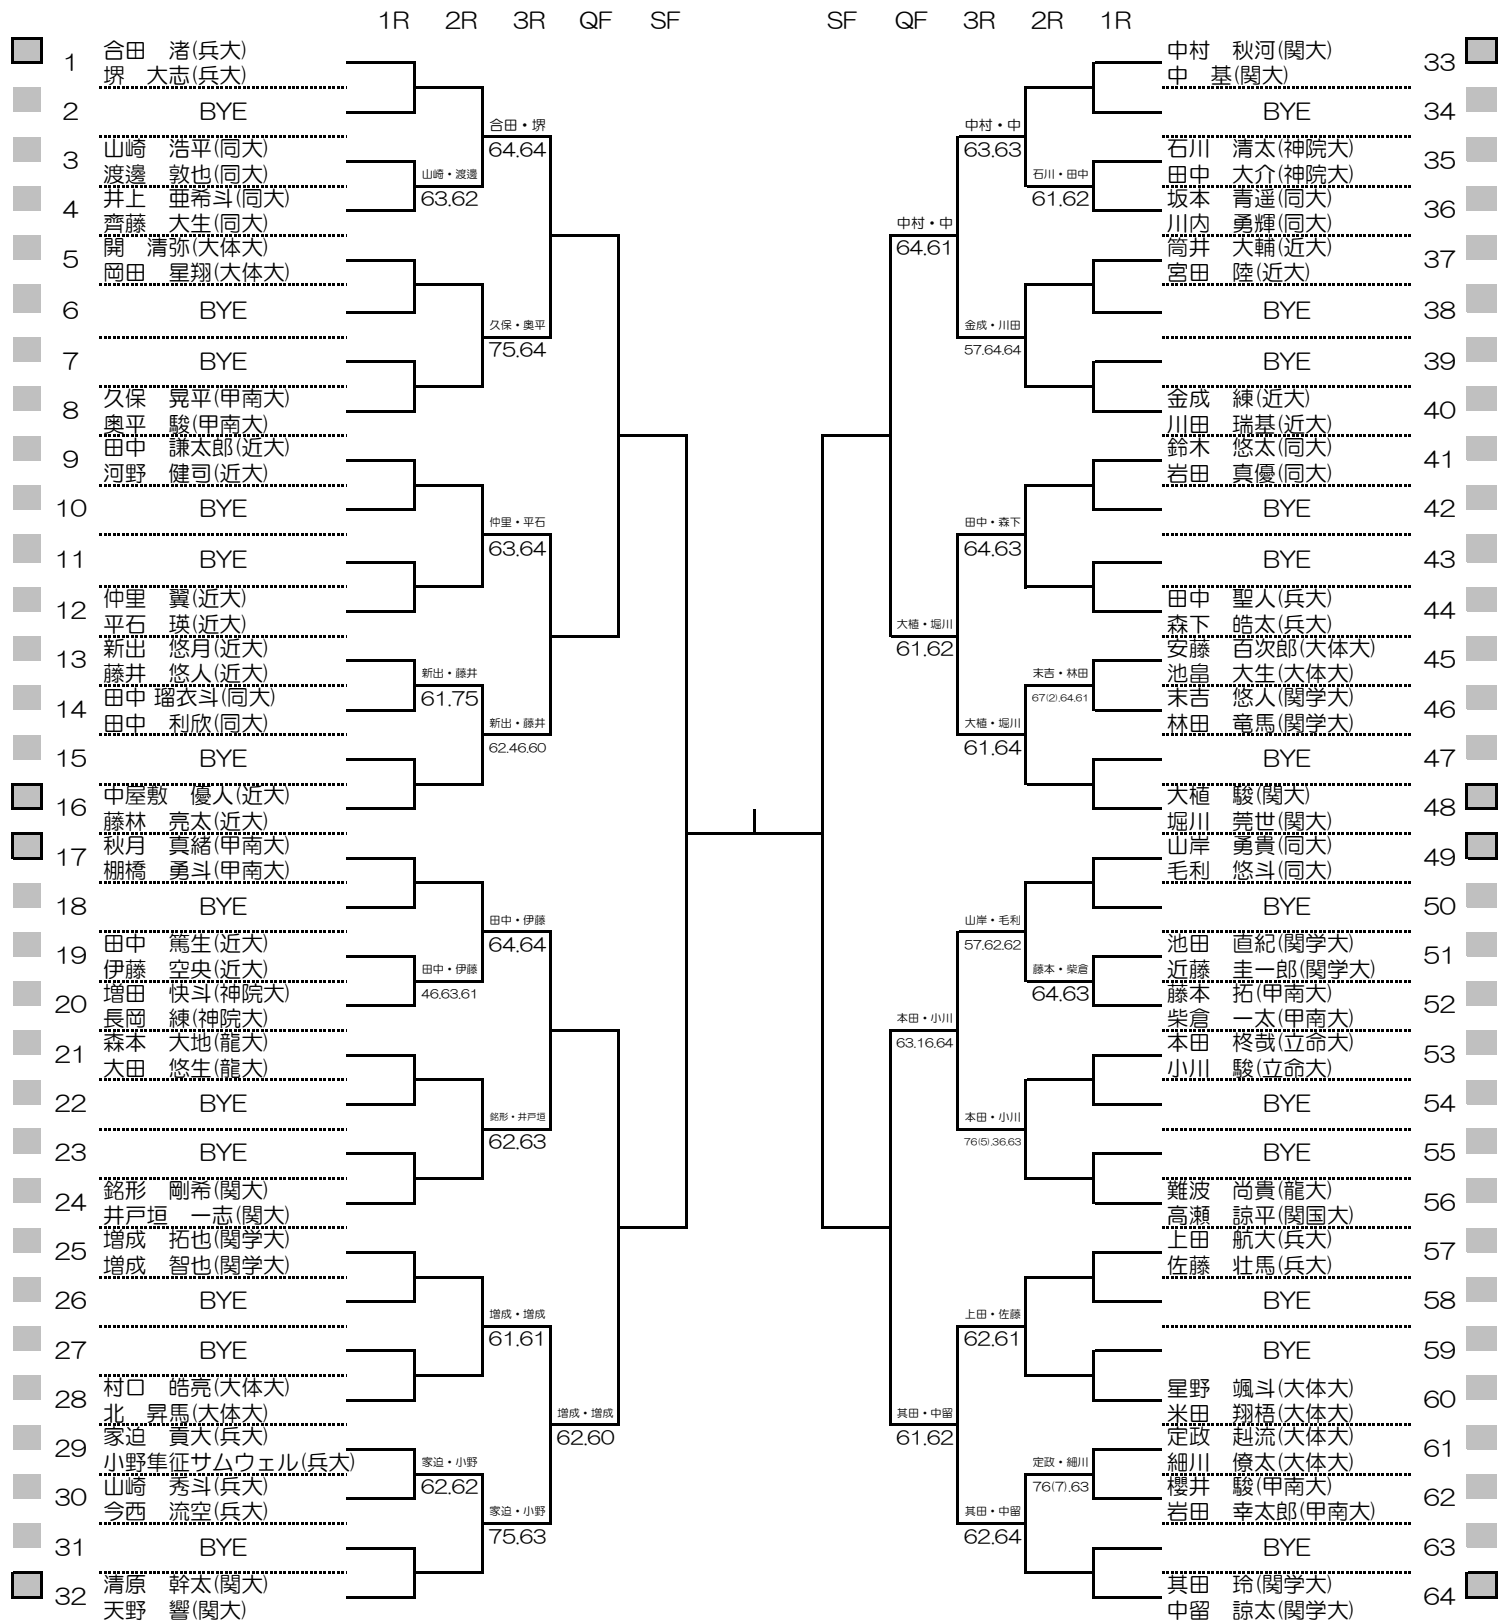 1R 2R 3R QF SF SF QF 3R 2R 1R
1 合田 渚(兵大)
堺 大志(兵大)
2 BYE
3 山崎 浩平(同大)
渡邊 敦也(同大)
4 井上 亜希斗(同大)
齊藤 大生(同大)
5 開 清弥(大体大)
岡田 星翔(大体大)
6 BYE
7 BYE
8 久保 晃平(甲南大)
奥平 駿(甲南大)
9 田中 謙太郎(近大)
河野 健司(近大)
10 BYE
11 BYE
12 仲里 翼(近大)
平石 瑛(近大)
13 新出 悠月(近大)
藤井 悠人(近大)
14 田中 瑠衣斗(同大)
田中 利欣(同大)
15 BYE
16 中屋敷 優人(近大)
藤林 亮太(近大)
17 秋月 真緒(甲南大)
棚橋 勇斗(甲南大)
18 BYE
19 田中 篤生(近大)
伊藤 空央(近大)
20 増田 快斗(神院大)
長岡 練(神院大)
21 森本 大地(龍大)
大田 悠生(龍大)
22 BYE
23 BYE
24 銘形 剛希(関大)
井戸垣 一志(関大)
25 増成 拓也(関学大)
増成 智也(関学大)
26 BYE
27 BYE
28 村口 皓亮(大体大)
北 昇馬(大体大)
29 家迫 貢大(兵大)
小野隼征サムウェル(兵大)
30 山崎 秀斗(兵大)
今西 流空(兵大)
31 BYE
32 清原 幹太(関大)
天野 響(関大)
山崎・渡邊
63.62
新出・藤井
61.75
田中・伊藤
46.63.61
家迫・小野
62.62
合田・堺
64.64
久保・奥平
75.64
仲里・平石
63.64
新出・藤井
62.46.60
田中・伊藤
64.64
銘形・井戸垣
62.63
増成・増成
61.61
家迫・小野
75.63
増成・増成
62.60
中村・中
64.61
大植・堀川
61.62
本田・小川
63.16.64
其田・中留
61.62
中村・中
63.63
金成・川田
57.64.64
田中・森下
64.63
大植・堀川
61.64
山岸・毛利
57.62.62
本田・小川
76(5).36.63
上田・佐藤
62.61
其田・中留
62.64
石川・田中
61.62
末吉・林田
67(2).64.61
藤本・柴倉
64.63
定政・細川
76(7).63
中村 秋河(関大) 33
中 基(関大)
BYE 34
石川 清太(神院大) 35
田中 大介(神院大)
坂本 青遥(同大) 36
川内 勇輝(同大)
筒井 大輔(近大) 37
宮田 陸(近大)
BYE 38
BYE 39
金成 練(近大) 40
川田 瑞基(近大)
鈴木 悠太(同大) 41
岩田 真優(同大)
BYE 42
BYE 43
田中 聖人(兵大) 44
森下 皓太(兵大)
安藤 百次郎(大体大) 45
池畠 大生(大体大)
末吉 悠人(関学大) 46
林田 竜馬(関学大)
BYE 47
大植 駿(関大) 48
堀川 莞世(関大)
山岸 勇貴(同大) 49
毛利 悠斗(同大)
BYE 50
池田 直紀(関学大) 51
近藤 圭一郎(関学大)
藤本 拓(甲南大) 52
柴倉 一太(甲南大)
本田 柊哉(立命大) 53
小川 駿(立命大)
BYE 54
BYE 55
難波 尚貴(龍大) 56
高瀬 諒平(関国大)
上田 航大(兵大) 57
佐藤 壮馬(兵大)
BYE 58
BYE 59
星野 颯斗(大体大) 60
米田 翔梧(大体大)
定政 赳流(大体大) 61
細川 僚太(大体大)
櫻井 駿(甲南大) 62
岩田 幸太郎(甲南大)
BYE 63
其田 玲(関学大) 64
中留 諒太(関学大)